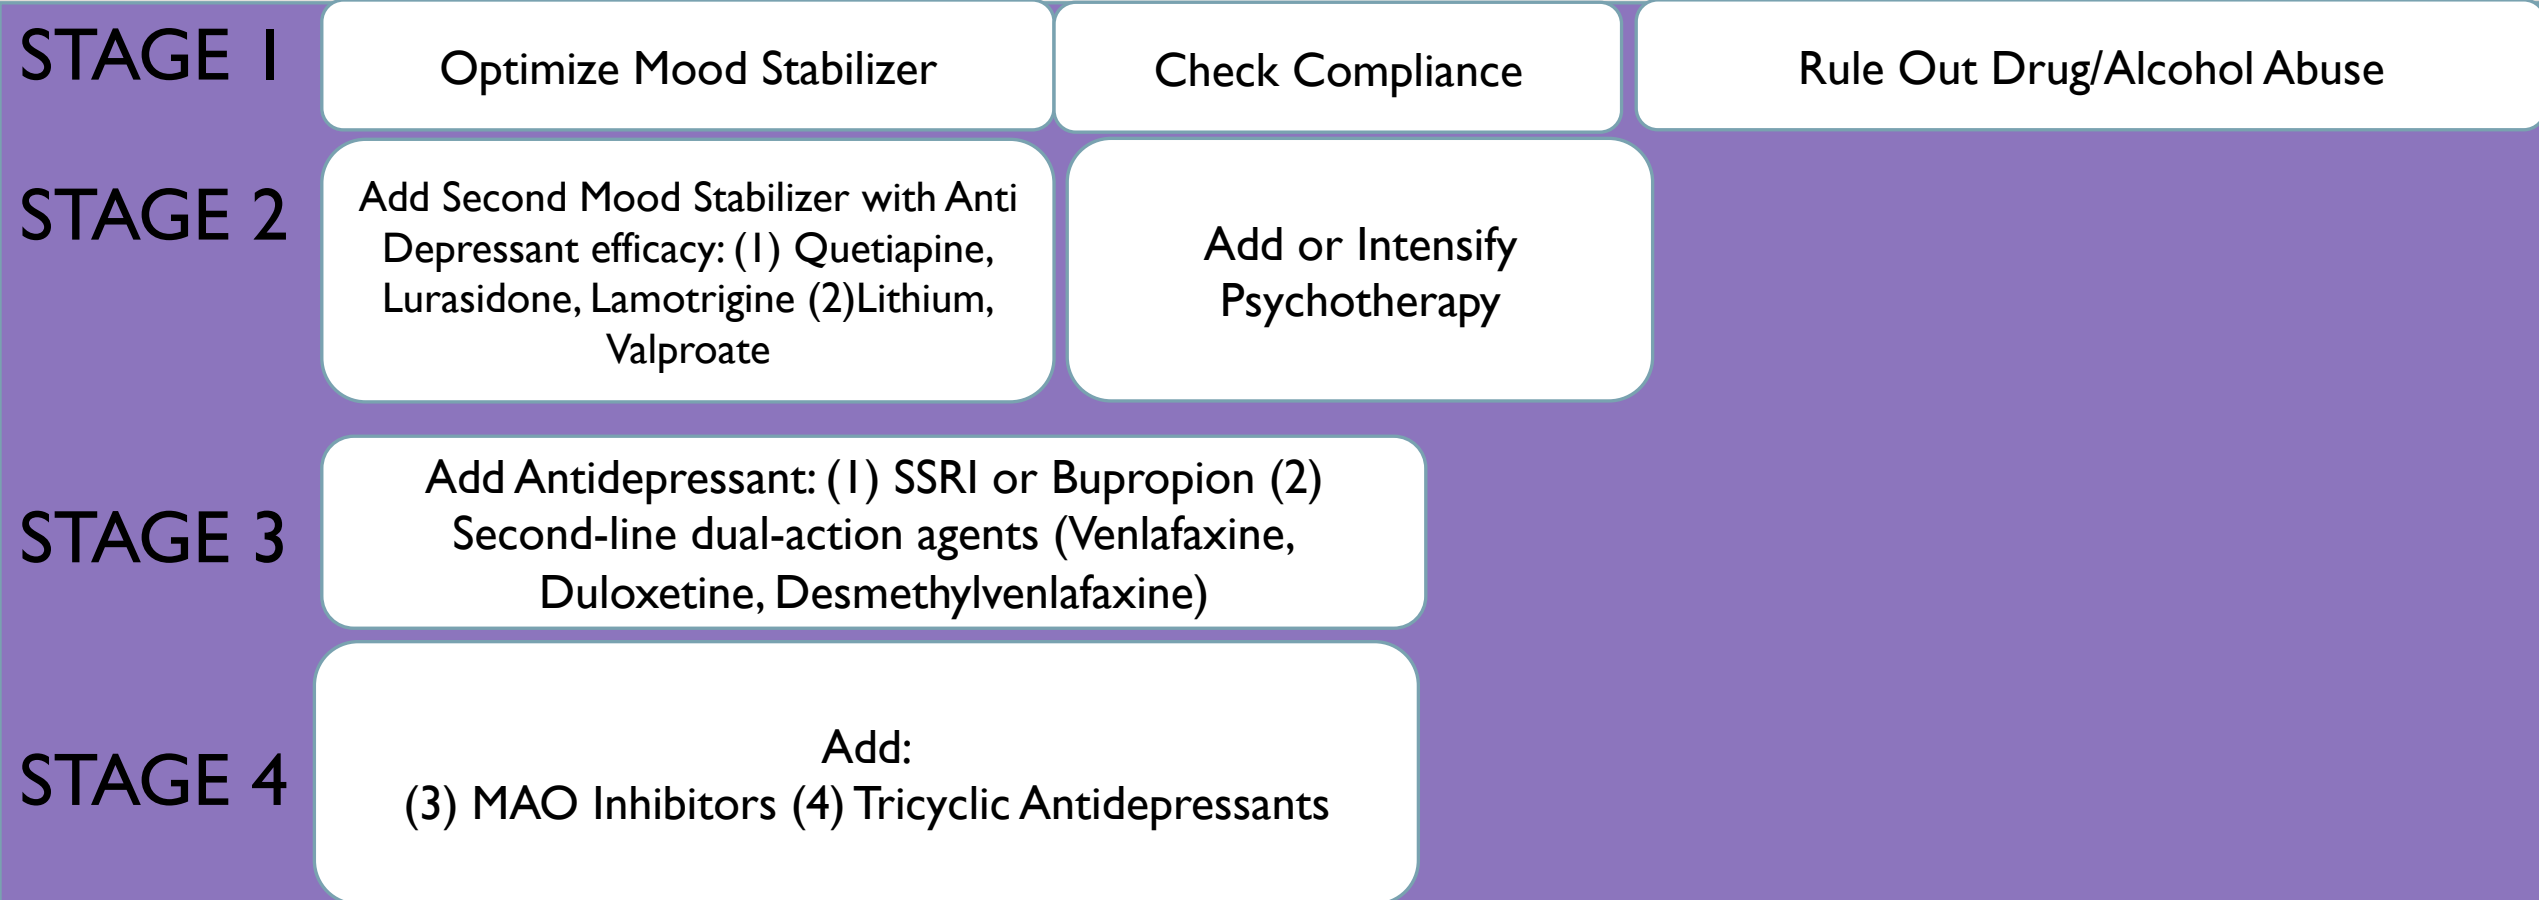 STAGE 1
Optimize Mood Stabilizer
Check Compliance
Rule Out Drug/Alcohol Abuse
STAGE 2
Add Second Mood Stabilizer with Anti
Depressant efficacy: (1) Quetiapine,
Lurasidone, Lamotrigine (2)Lithium,
Valproate
Add or Intensify
Psychotherapy
STAGE 3
Add Antidepressant: (1) SSRI or Bupropion (2)
Second-line dual-action agents (Venlafaxine,
Duloxetine, Desmethylvenlafaxine)
STAGE 4
Add:
(3) MAO Inhibitors (4) Tricyclic Antidepressants